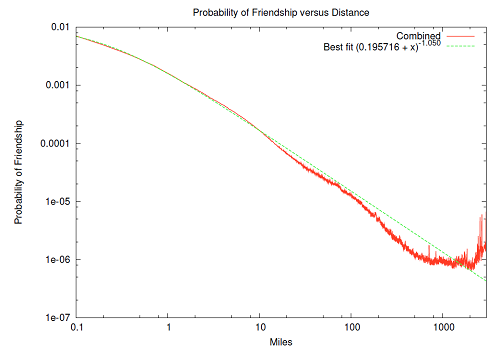 Probability of Friendship versus Distance
0.01
0.001
0.0001
1e-05
1e-06
1e-07
Probability of Friendship
Combined
Best fit (0.195716 + x)^-1.050
0.1
1
10
100
1000
Miles